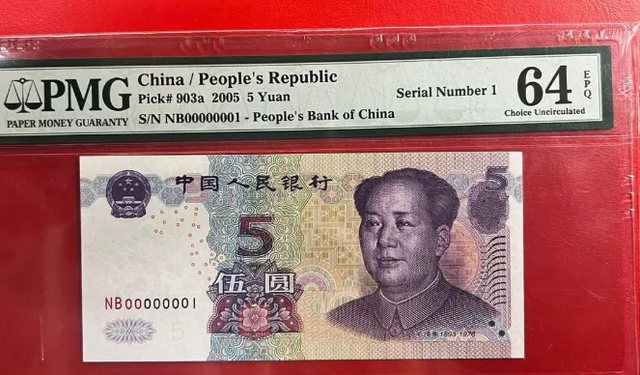 PMG
PAPER MONEY GUARANTY
China / People's Republic
Pick# 903a 2005 5 Yuan
S/N NB00000001 - People's Bank of China
Serial Number 1
64
EPQ
Choice Uncirculated
中国人民银行
5
5
伍圆
NB00000001
5
1893-1976